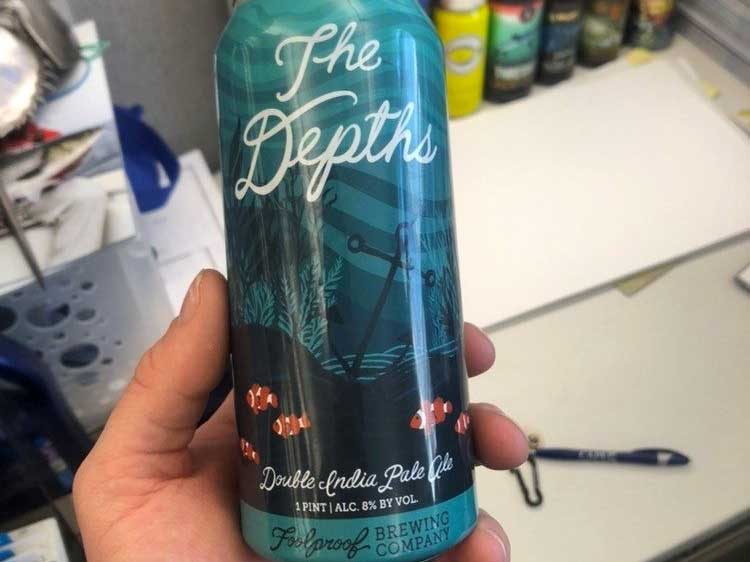 The
Depths
Double India Pale Ale
1 PINT | ALC. 8% BY VOL.
Foolproof BREWING
COMPANY